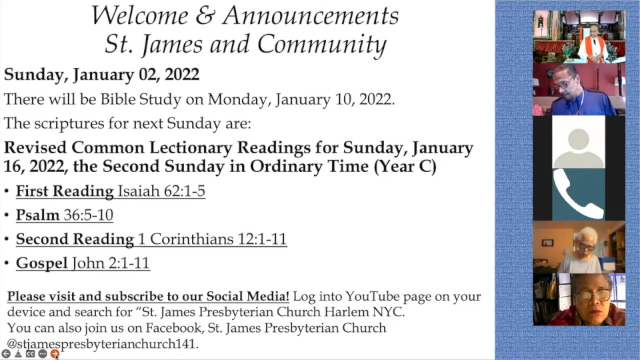 Welcome & Announcements
St. James and Community
Sunday, January 02, 2022
There will be Bible Study on Monday, January 10, 2022.
The scriptures for next Sunday are:
Revised Common Lectionary Readings for Sunday, January
16, 2022, the Second Sunday in Ordinary Time (Year C)
• First Reading Isaiah 62:1-5
• Psalm 36:5-10
• Second Reading 1 Corinthians 12:1-11
• Gospel John 2:1-11
Please visit and subscribe to our Social Media! Log into YouTube page on your
device and search for “St. James Presbyterian Church Harlem NYC.
You can also join us on Facebook, St. James Presbyterian Church
@stjamespresbyterianchurch141.